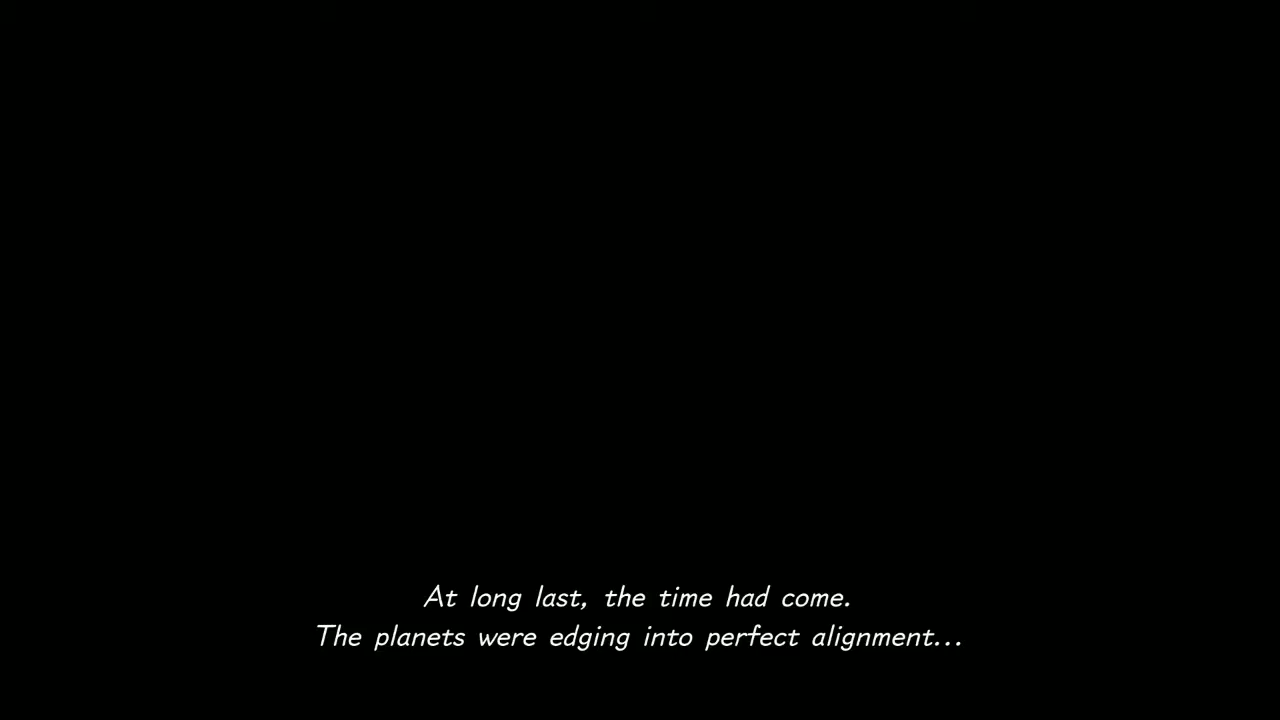 At long last, the time had come.
The planets were edging into perfect alignment...